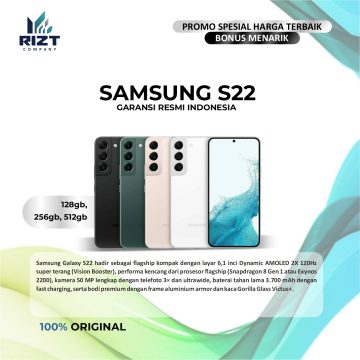 RIZT
COMPANY
PROMO SPESIAL HARGA TERBAIK
BONUS MENARIK
SAMSUNG S22
GARANSI RESMI INDONESIA
128gb,
256gb, 512gb
Samsung Galaxy S22 hadir sebagai flagship kompak dengan layar 6,1 inci Dynamic AMOLED 2X 120Hz
super terang (Vision Booster), performa kencang dari prosesor flagship (Snapdragon 8 Gen 1 atau Exynos
2200), kamera 50 MP lengkap dengan telefoto 3× dan ultrawide, baterai tahan lama 3.700 mAh dengan
fast charging, serta bodi premium dengan frame aluminium armor dan kaca Gorilla Glass Victus+.
100% ORIGINAL